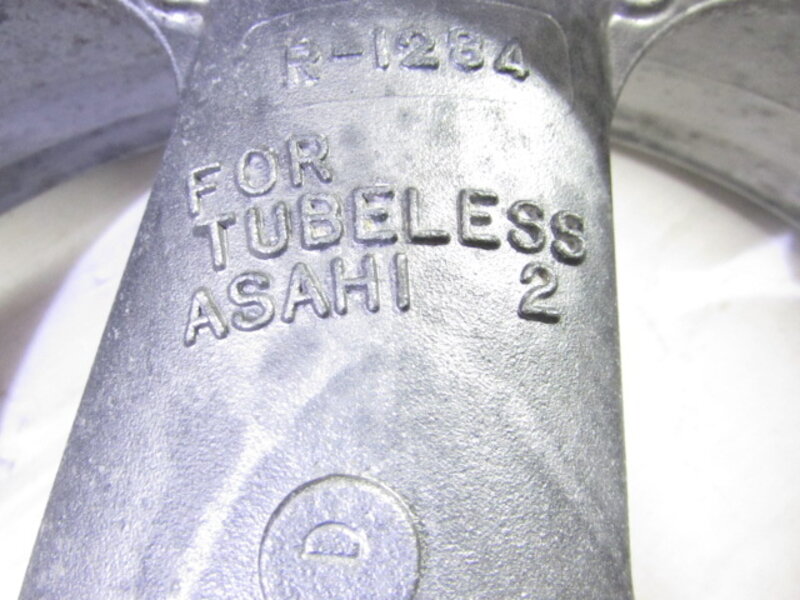 R-1284
FOR
TUBELESS
ASAHI 2
D